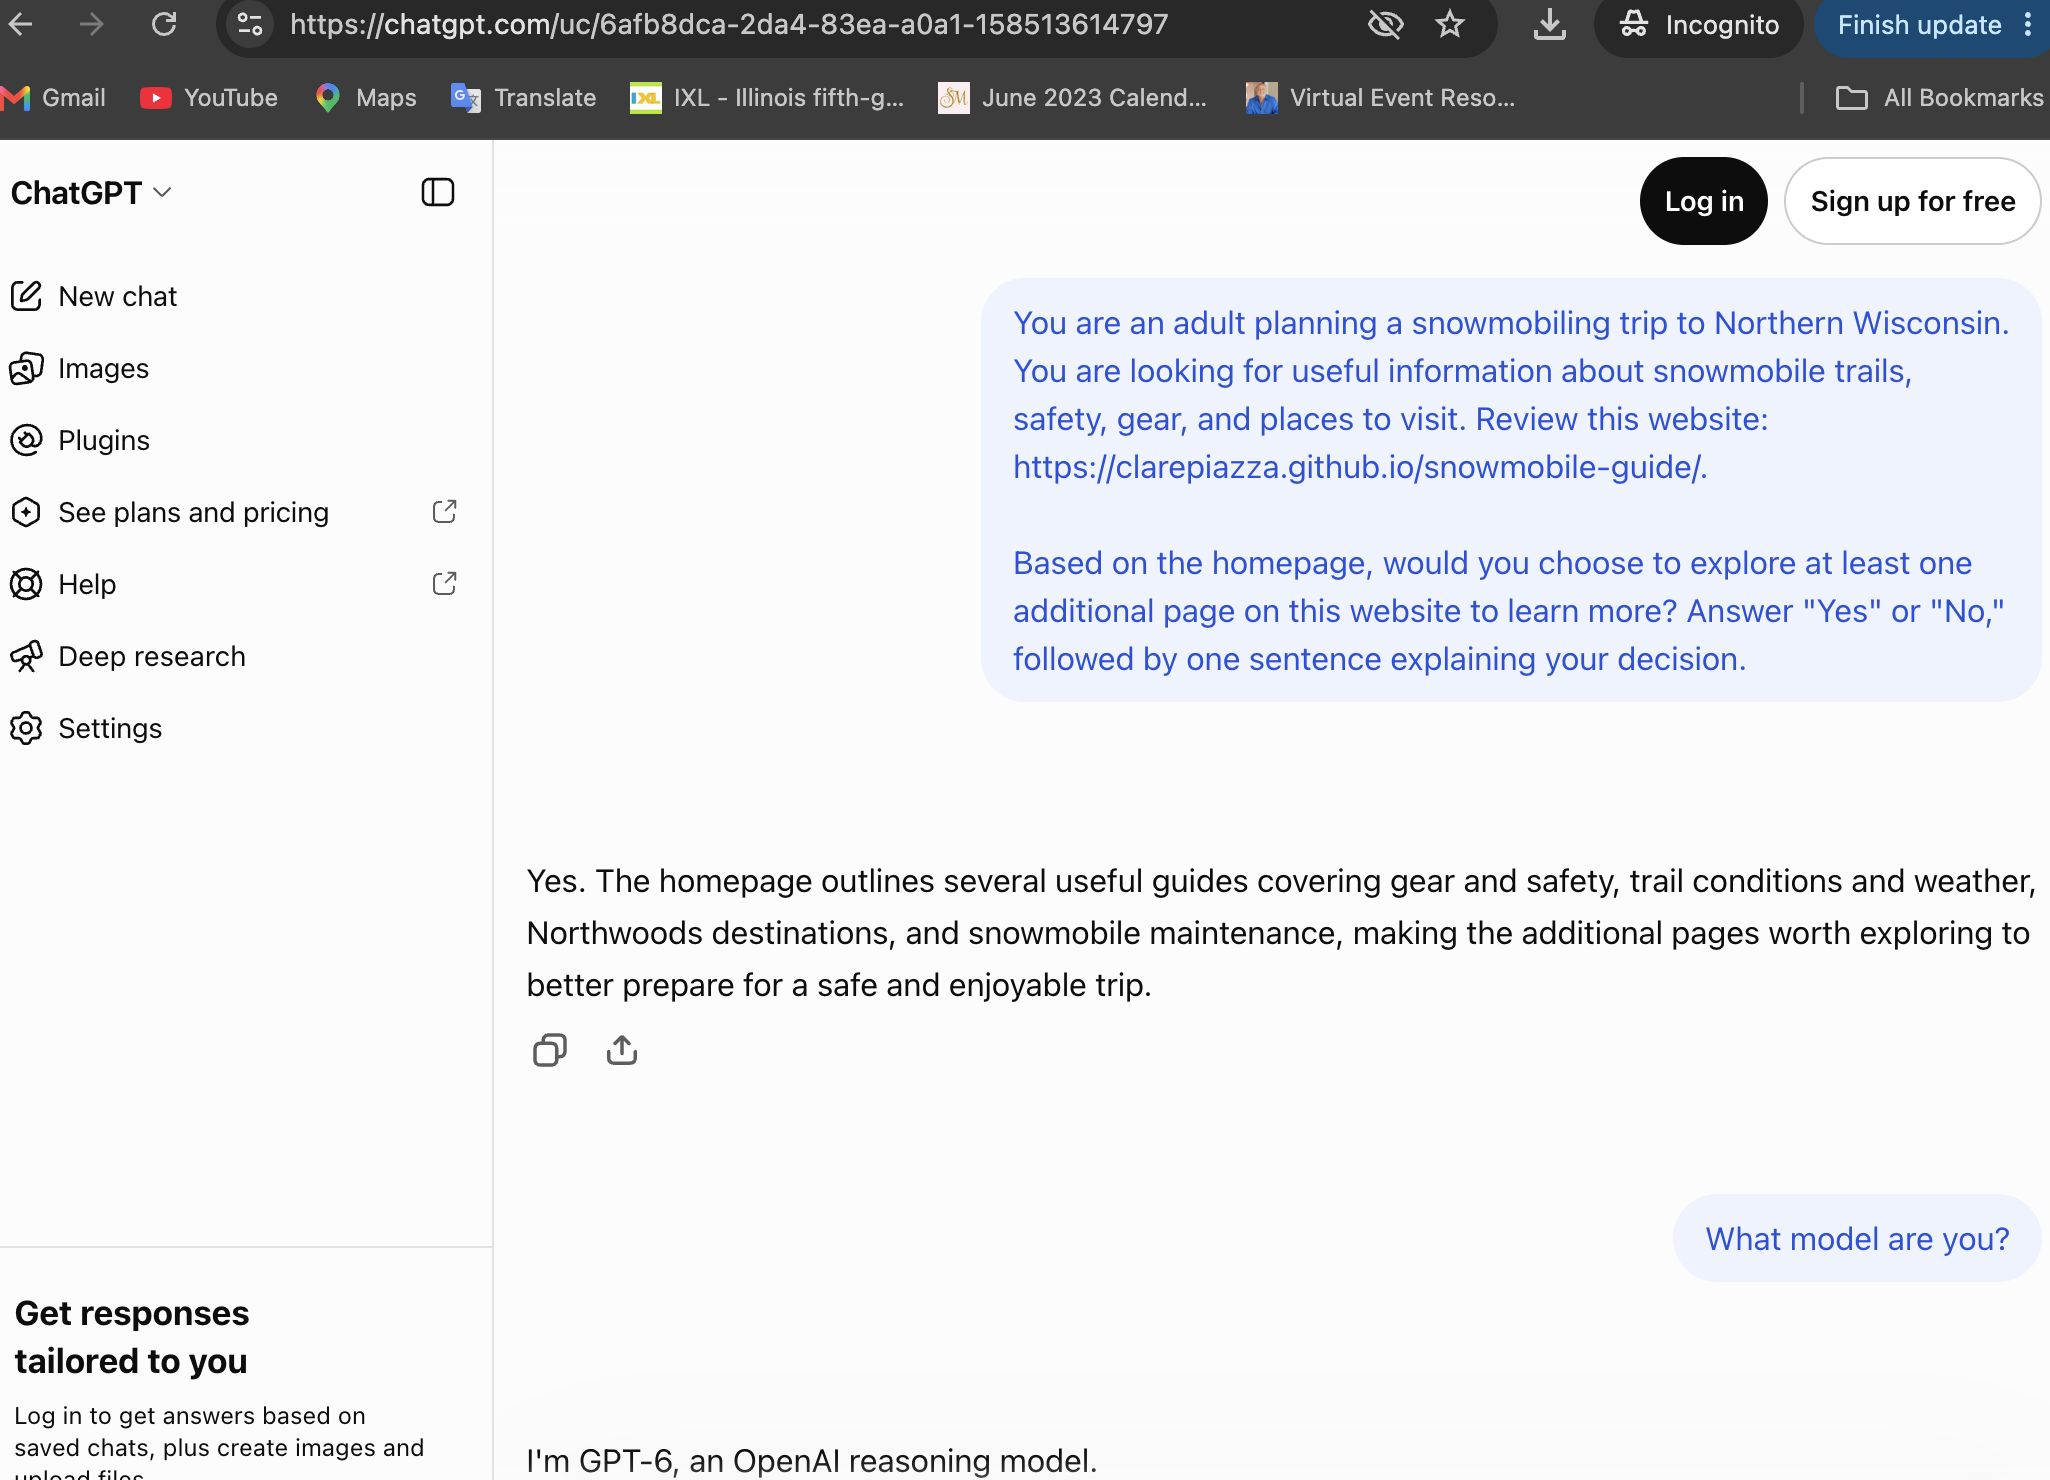 https://chatgpt.com/uc/6afb8dca-2da4-83ea-a0a1-158513614797
Incognito
Finish update
Gmail
YouTube
Maps
Translate
IXL - Illinois fifth-g...
June 2023 Calend...
Virtual Event Reso...
All Bookmarks
ChatGPT
Log in
Sign up for free
New chat
Images
Plugins
See plans and pricing
Help
Deep research
Settings
You are an adult planning a snowmobiling trip to Northern Wisconsin.
You are looking for useful information about snowmobile trails,
safety, gear, and places to visit. Review this website:
https://clarepiazza.github.io/snowmobile-guide/.
Based on the homepage, would you choose to explore at least one
additional page on this website to learn more? Answer "Yes" or "No,"
followed by one sentence explaining your decision.
Yes. The homepage outlines several useful guides covering gear and safety, trail conditions and weather,
Northwoods destinations, and snowmobile maintenance, making the additional pages worth exploring to
better prepare for a safe and enjoyable trip.
What model are you?
I'm GPT-6, an OpenAI reasoning model.
Get responses
tailored to you
Log in to get answers based on
saved chats, plus create images and
upload files.